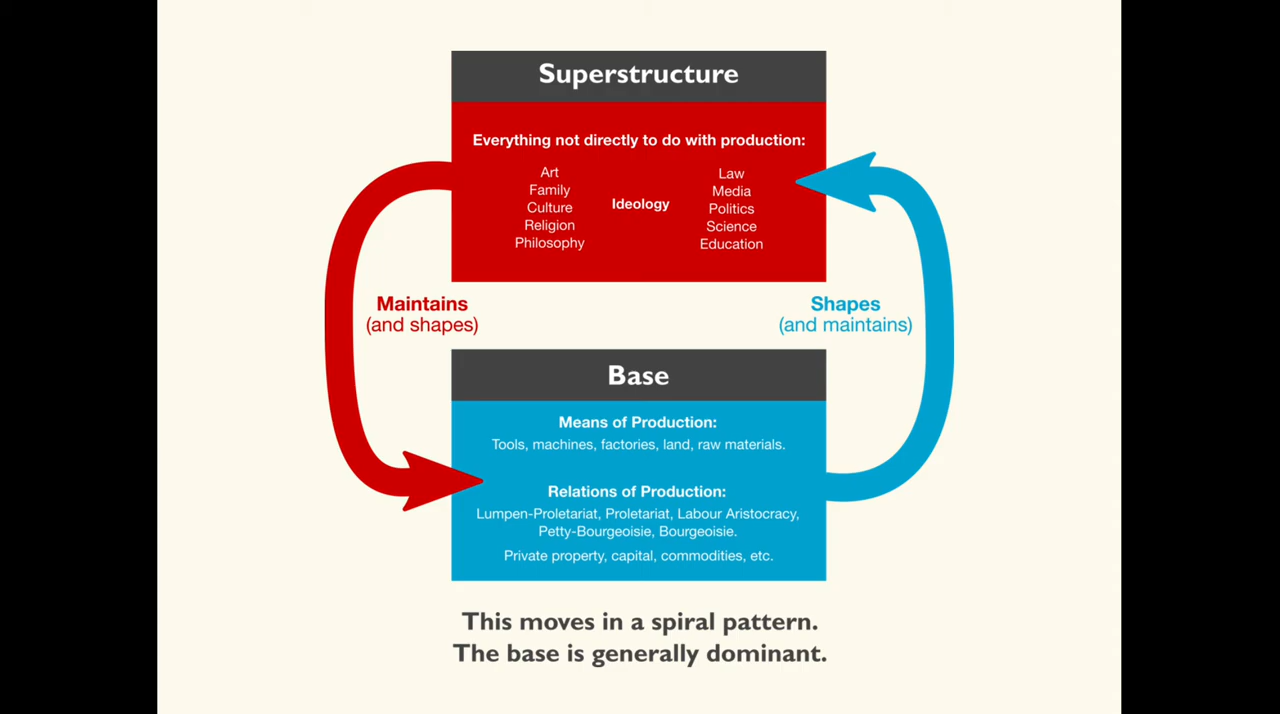 Superstructure
Everything not directly to do with production:
Art
Family
Culture
Religion
Philosophy
Ideology
Law
Media
Politics
Science
Education
Maintains
(and shapes)
Shapes
(and maintains)
Base
Means of Production:
Tools, machines, factories, land, raw materials.
Relations of Production:
Lumpen-Proletariat, Proletariat, Labour Aristocracy,
Petty-Bourgeoisie, Bourgeoisie.
Private property, capital, commodities, etc.
This moves in a spiral pattern.
The base is generally dominant.